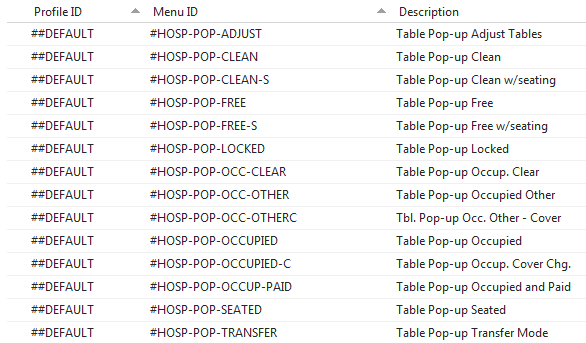 Profile ID Menu ID Description
##DEFAULT #HOSP-POP-ADJUST Table Pop-up Adjust Tables
##DEFAULT #HOSP-POP-CLEAN Table Pop-up Clean
##DEFAULT #HOSP-POP-CLEAN-S Table Pop-up Clean w/seating
##DEFAULT #HOSP-POP-FREE Table Pop-up Free
##DEFAULT #HOSP-POP-FREE-S Table Pop-up Free w/seating
##DEFAULT #HOSP-POP-LOCKED Table Pop-up Locked
##DEFAULT #HOSP-POP-OCC-CLEAR Table Pop-up Occup. Clear
##DEFAULT #HOSP-POP-OCC-OTHER Table Pop-up Occupied Other
##DEFAULT #HOSP-POP-OCC-OTHERC Tbl. Pop-up Occ. Other - Cover
##DEFAULT #HOSP-POP-OCCUPIED Table Pop-up Occupied
##DEFAULT #HOSP-POP-OCCUPIED-C Table Pop-up Occup. Cover Chg.
##DEFAULT #HOSP-POP-OCCUP-PAID Table Pop-up Occupied and Paid
##DEFAULT #HOSP-POP-SEATED Table Pop-up Seated
##DEFAULT #HOSP-POP-TRANSFER Table Pop-up Transfer Mode